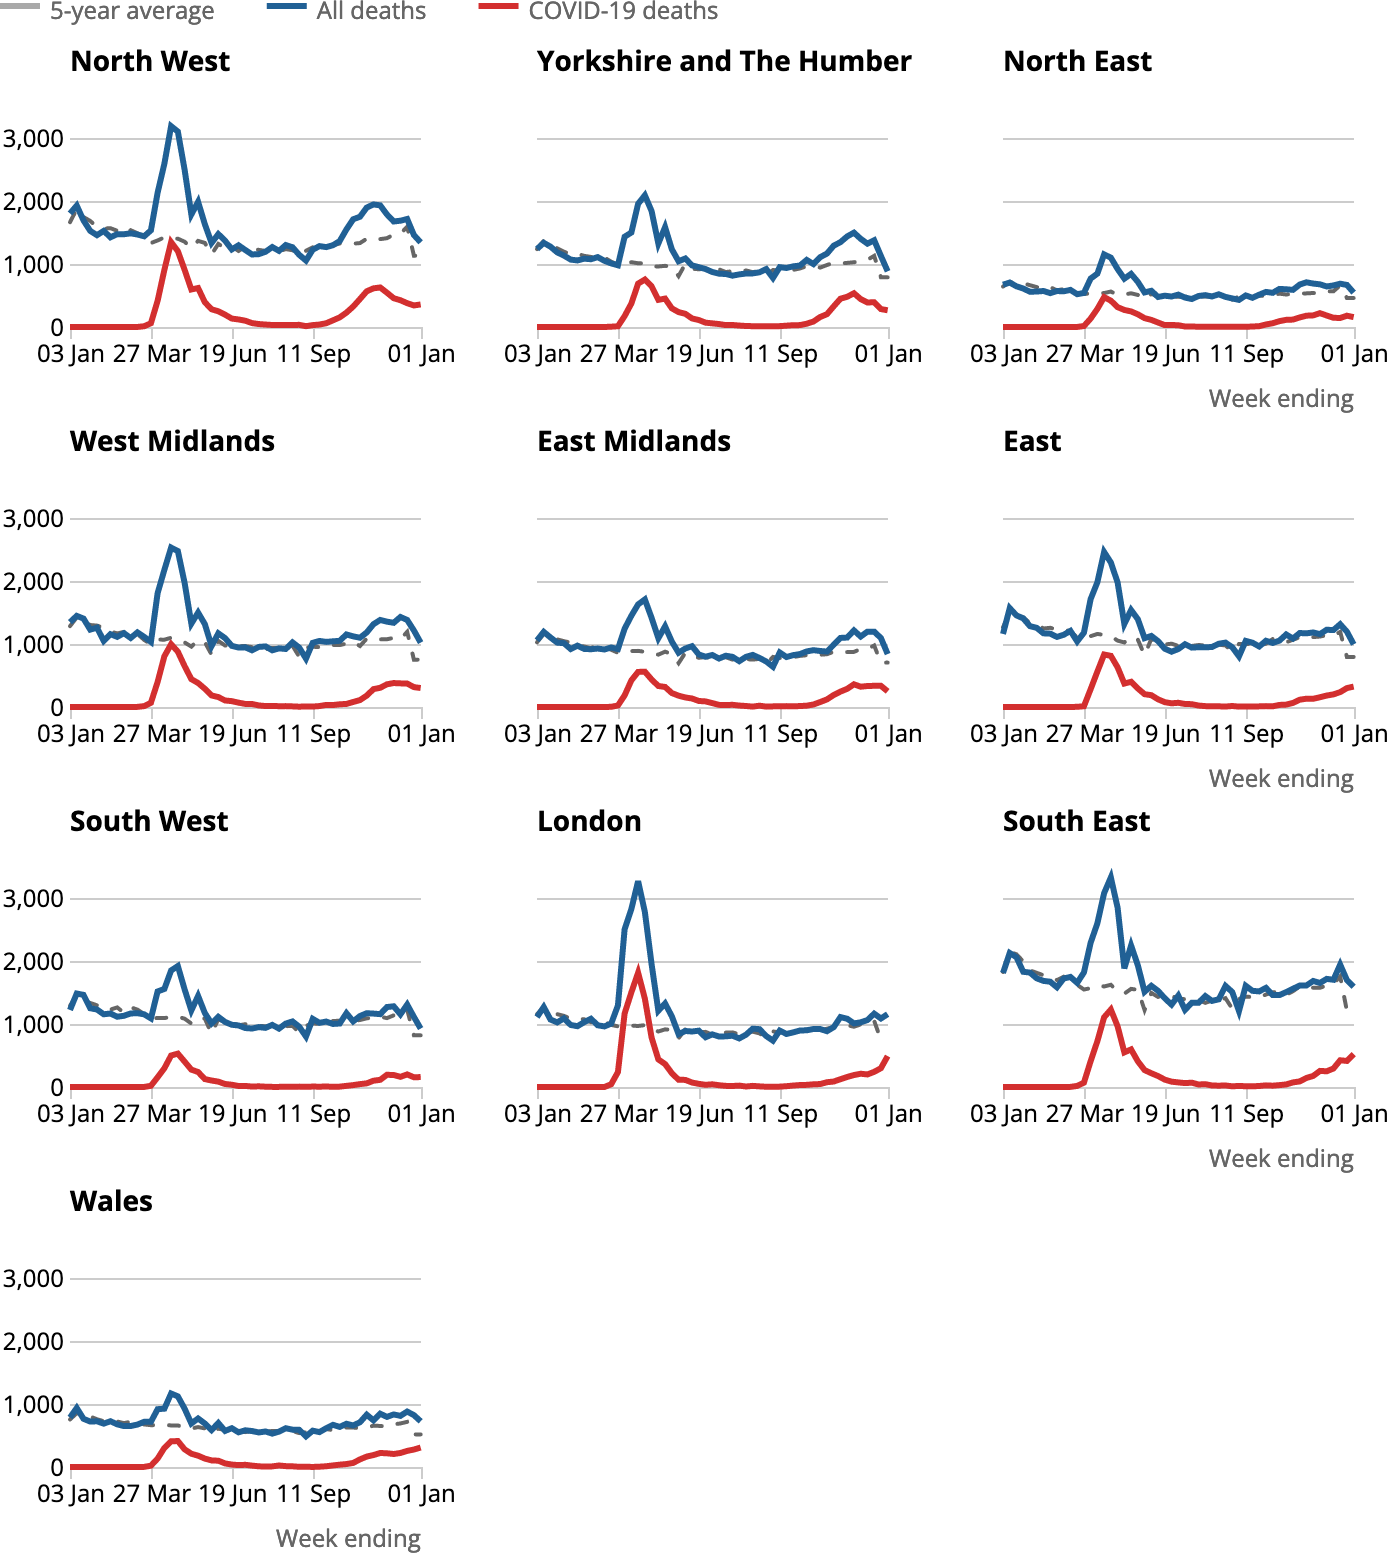 5-year average All deaths COVID-19 deaths
North West Yorkshire and The Humber North East
3,000
2,000
1,000
0
03 Jan 27 Mar 19 Jun 11 Sep 01 Jan 03 Jan 27 Mar 19 Jun 11 Sep 01 Jan 03 Jan 27 Mar 19 Jun 11 Sep 01 Jan
Week ending
West Midlands East Midlands East
3,000
2,000
1,000
0
03 Jan 27 Mar 19 Jun 11 Sep 01 Jan 03 Jan 27 Mar 19 Jun 11 Sep 01 Jan 03 Jan 27 Mar 19 Jun 11 Sep 01 Jan
Week ending
South West London South East
3,000
2,000
1,000
0
03 Jan 27 Mar 19 Jun 11 Sep 01 Jan 03 Jan 27 Mar 19 Jun 11 Sep 01 Jan 03 Jan 27 Mar 19 Jun 11 Sep 01 Jan
Week ending
Wales
3,000
2,000
1,000
0
03 Jan 27 Mar 19 Jun 11 Sep 01 Jan
Week ending